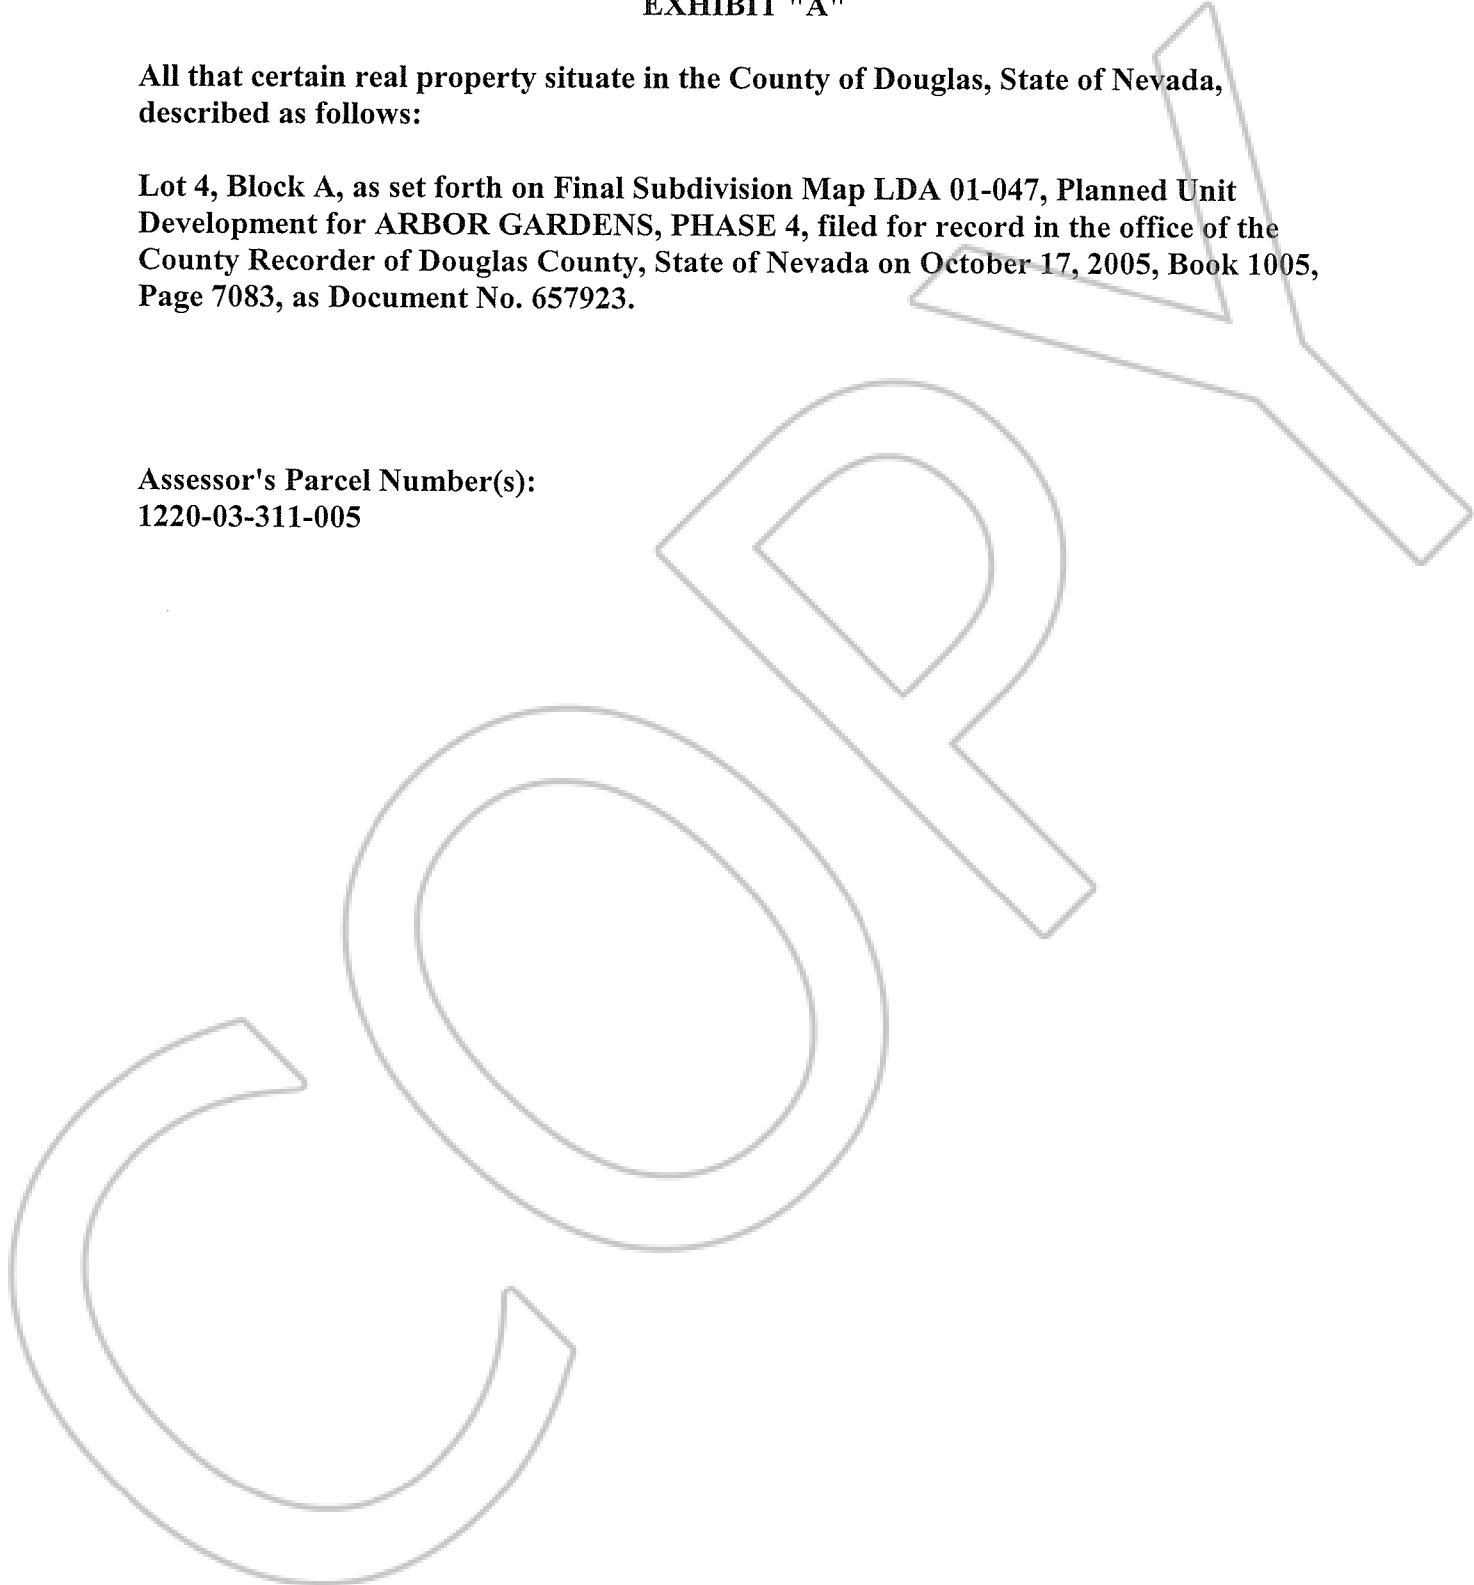 EXHIBIT "A"
All that certain real property situate in the County of Douglas, State of Nevada,
described as follows:
Lot 4, Block A, as set forth on Final Subdivision Map LDA 01-047, Planned Unit
Development for ARBOR GARDENS, PHASE 4, filed for record in the office of the
County Recorder of Douglas County, State of Nevada on October 17, 2005, Book 1005,
Page 7083, as Document No. 657923.
Assessor's Parcel Number(s):
1220-03-311-005
COPY